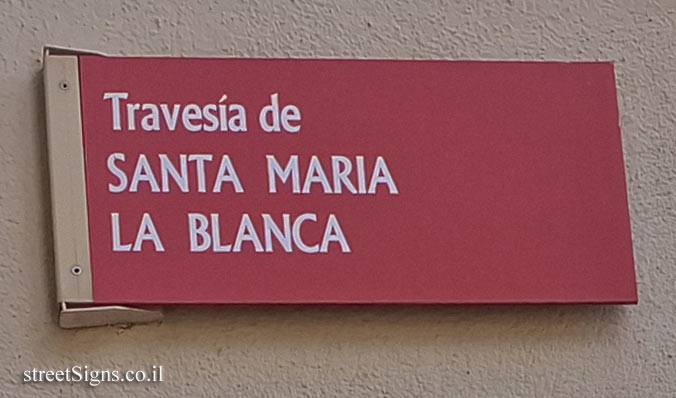 Travesía de
SANTA MARIA
LA BLANCA
streetSigns.co.il